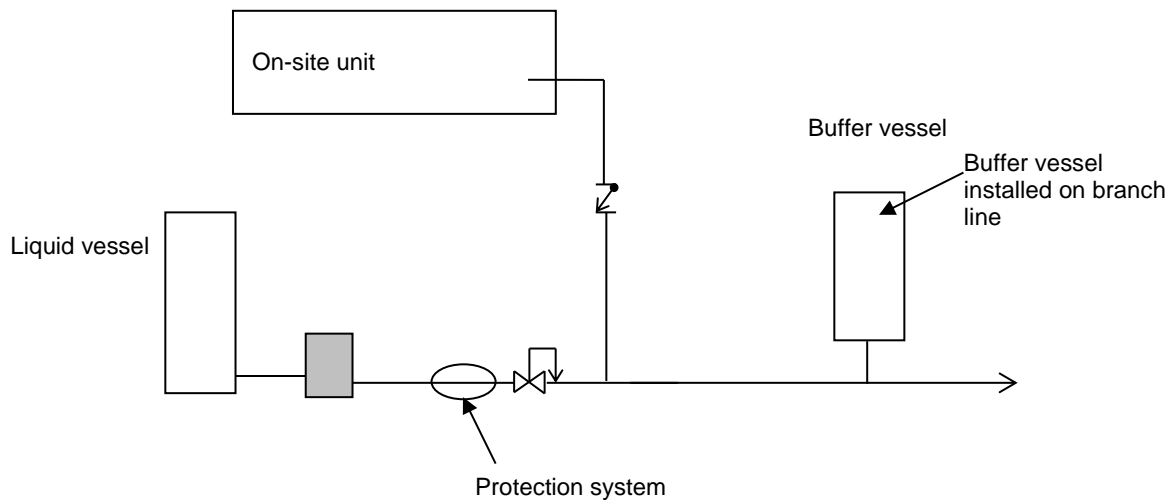 On-site unit
Buffer vessel
Buffer vessel
installed on branch
line
Liquid vessel
Protection system